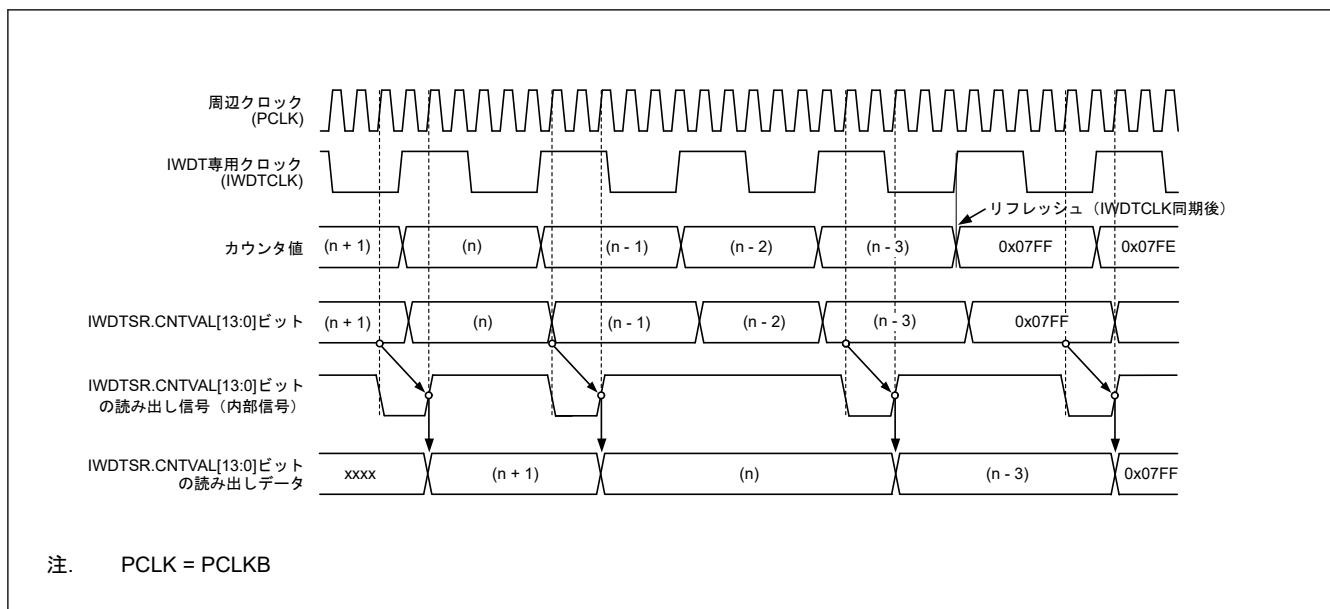 周辺クロック
(PCLK)
IWDT専用クロック
(IWDTCLK)
リフレッシュ（IWDTCLK同期後）
カウンタ値
(n + 1)
(n)
(n - 1)
(n - 2)
(n - 3)
0x07FF
0x07FE
IWDTSR.CNTVAL[13:0]ビット
(n + 1)
(n)
(n - 1)
(n - 2)
(n - 3)
0x07FF
IWDTSR.CNTVAL[13:0]ビット
の読み出し信号（内部信号）
IWDTSR.CNTVAL[13:0]ビット
の読み出しデータ
xxxx
(n + 1)
(n)
(n - 3)
0x07FF
注. PCLK = PCLKB